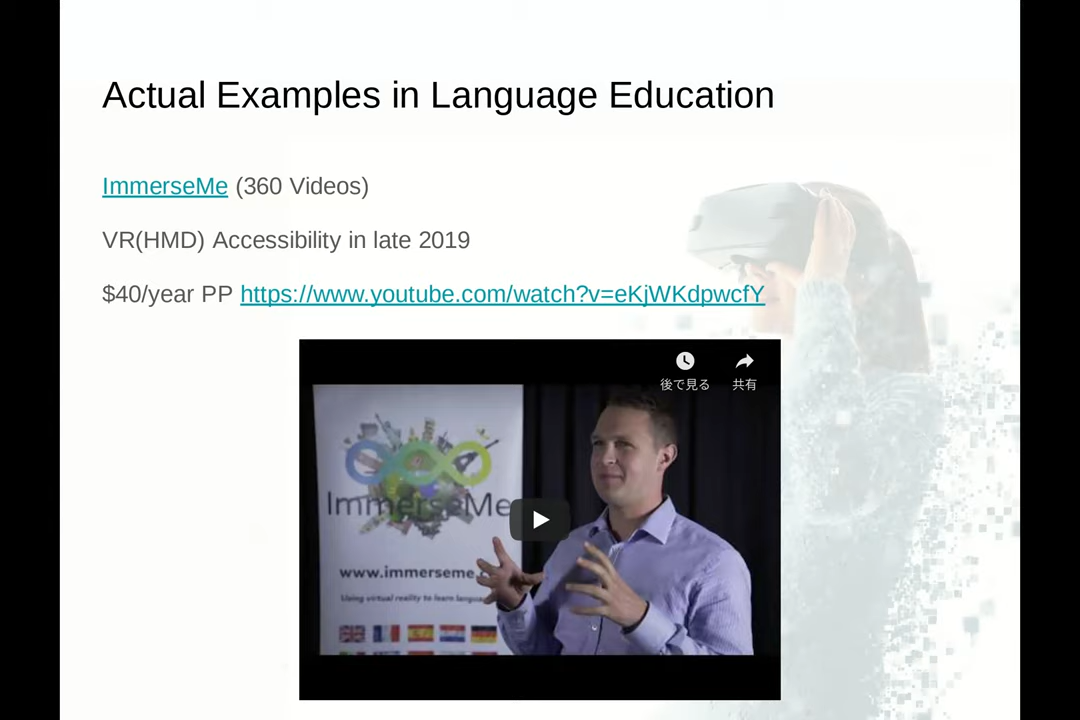 Actual Examples in Language Education
ImmerseMe (360 Videos)
VR(HMD) Accessibility in late 2019
$40/year PP https://www.youtube.com/watch?v=eKjWKdpwcfY
後で見る 共有
ImmerseMe
www.immerseme.
Using virtual reality to learn